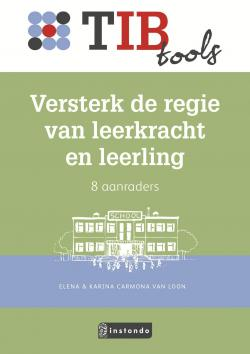 TIB
tools
Versterk de regie
van leerkracht
en leerling
8 aanraders
SCHOOL
ELENA & KARINA CARMONA VAN LOON
instondo